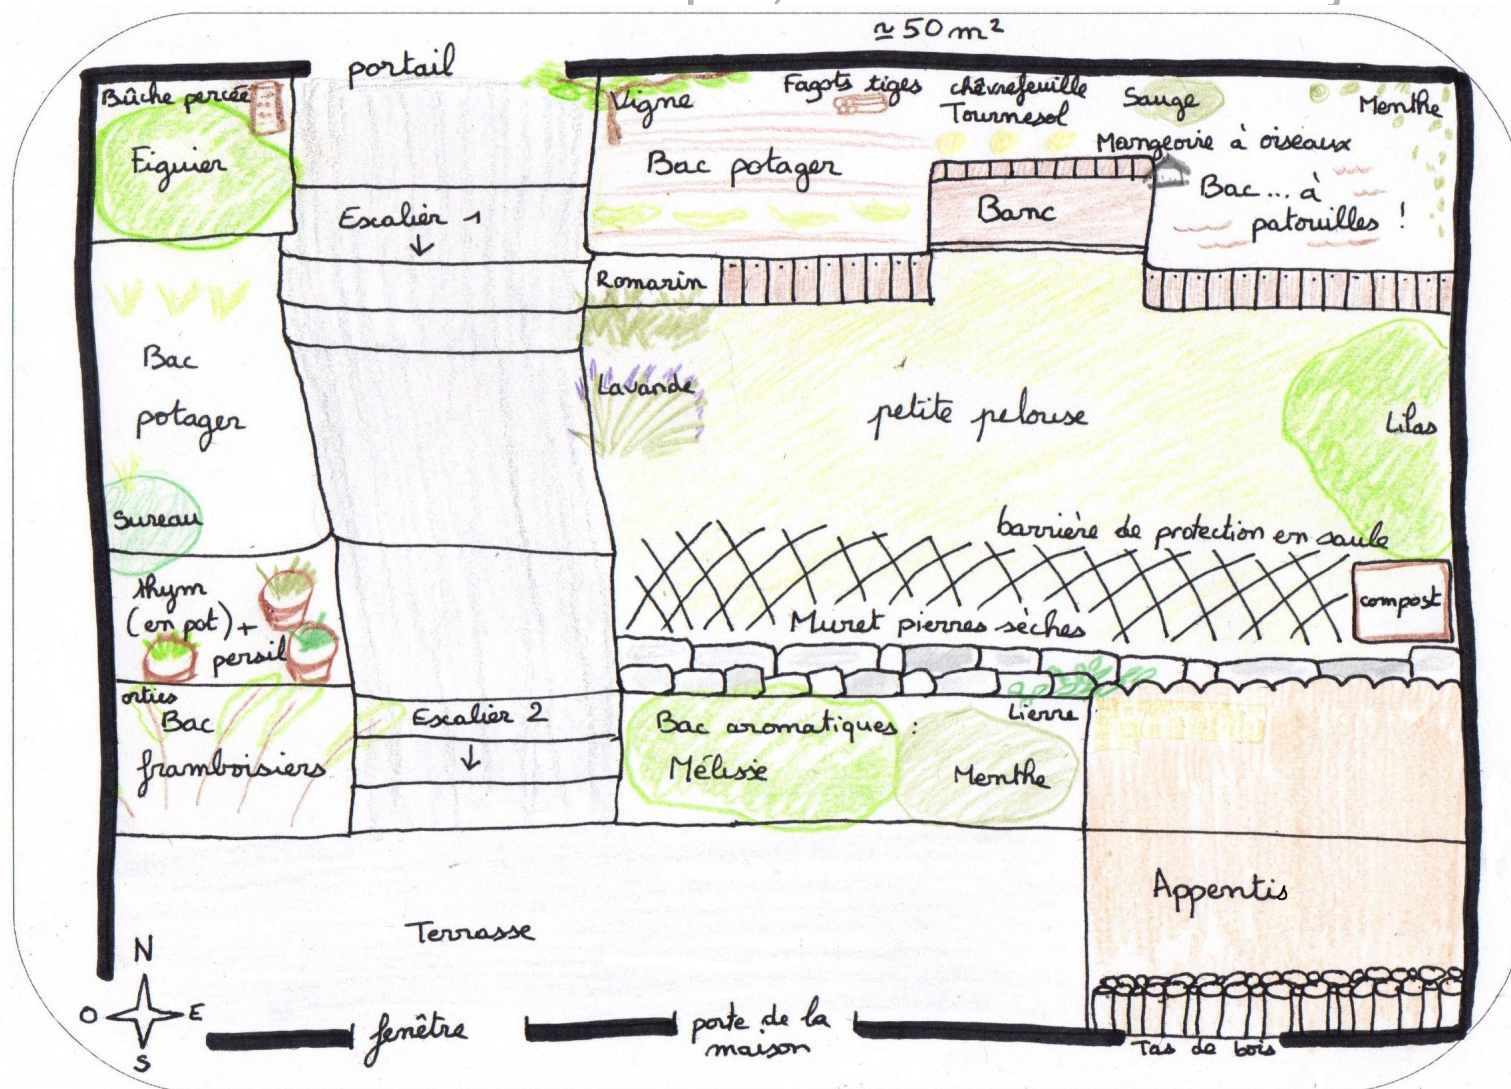 ≃ 50 m²
portail
Bûche percée
Figuier
Escalier 1
Vigne
Fagots tiges
chêvrefeuille
Tournesol
Sauge
Menthe
Mangeoire à oiseaux
Bac potager
Banc
Bac... à
patouilles !
Romarin
Bac
potager
Lavande
petite pelouse
Lilas
Sureau
barrière de protection en saule
thym
(en pot) +
persil
Muret pierres sèches
compost
orties
Bac
framboisiers
Escalier 2
Bac aromatiques :
Mélisse
Menthe
Lierre
Appentis
Terrasse
N
O
E
S
fenêtre
porte de la
maison
Tas de bois